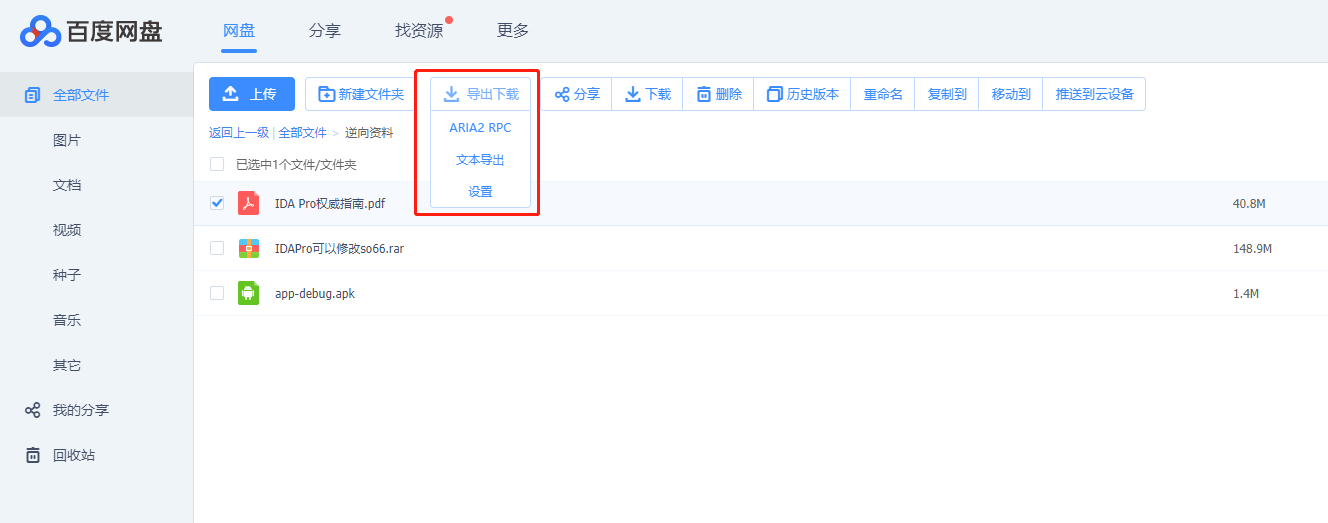 百度网盘 网盘 分享 找资源 更多
全部文件
图片
文档
视频
种子
音乐
其它
我的分享
回收站
上传 新建文件夹 导出下载 分享 下载 删除 历史版本 重命名 复制到 移动到 推送到云设备
ARIA2 RPC
文本导出
设置
返回上一级 | 全部文件 > 逆向资料
已选中1个文件/文件夹
IDA Pro权威指南.pdf 40.8M
IDAPro可以修改so66.rar 148.9M
app-debug.apk 1.4M